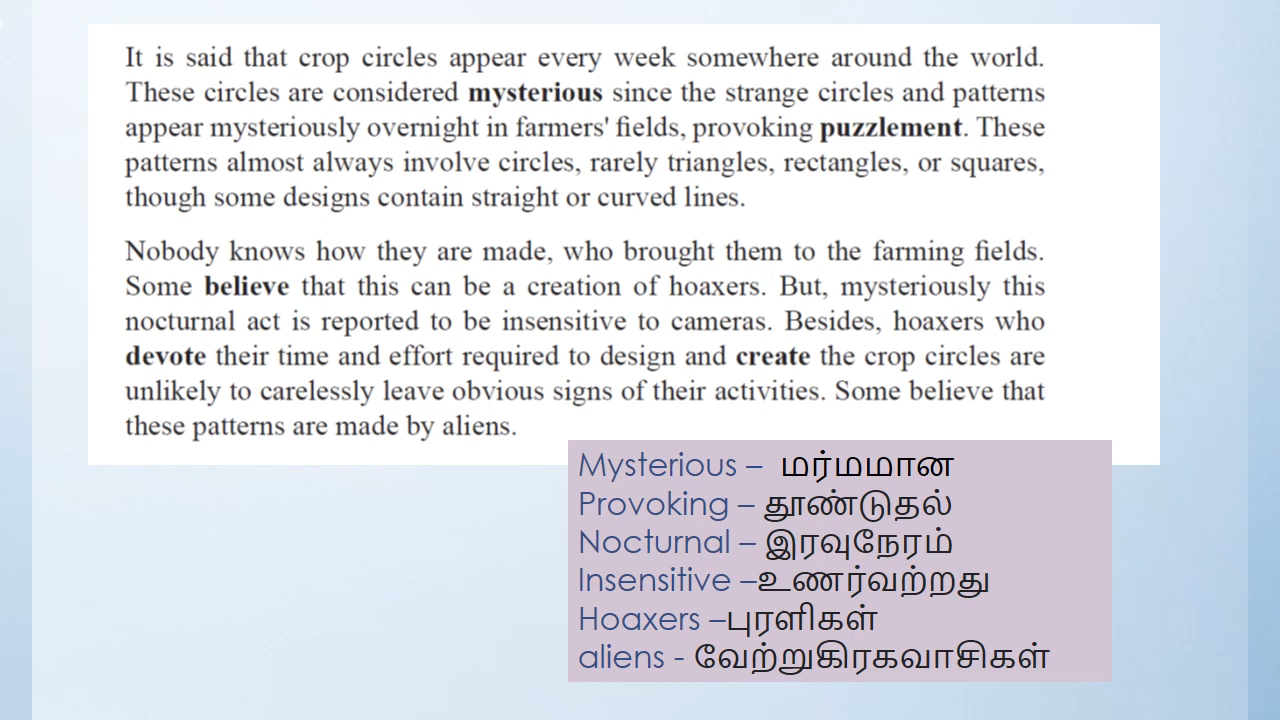 It is said that crop circles appear every week somewhere around the world.
These circles are considered mysterious since the strange circles and patterns
appear mysteriously overnight in farmers' fields, provoking puzzlement. These
patterns almost always involve circles, rarely triangles, rectangles, or squares,
though some designs contain straight or curved lines.
Nobody knows how they are made, who brought them to the farming fields.
Some believe that this can be a creation of hoaxers. But, mysteriously this
nocturnal act is reported to be insensitive to cameras. Besides, hoaxers who
devote their time and effort required to design and create the crop circles are
unlikely to carelessly leave obvious signs of their activities. Some believe that
these patterns are made by aliens.
Mysterious – மர்மமான
Provoking – தூண்டுதல்
Nocturnal – இரவுநேரம்
Insensitive –உணர்வற்றது
Hoaxers –புரளிகள்
aliens - வேற்றுகிரகவாசிகள்